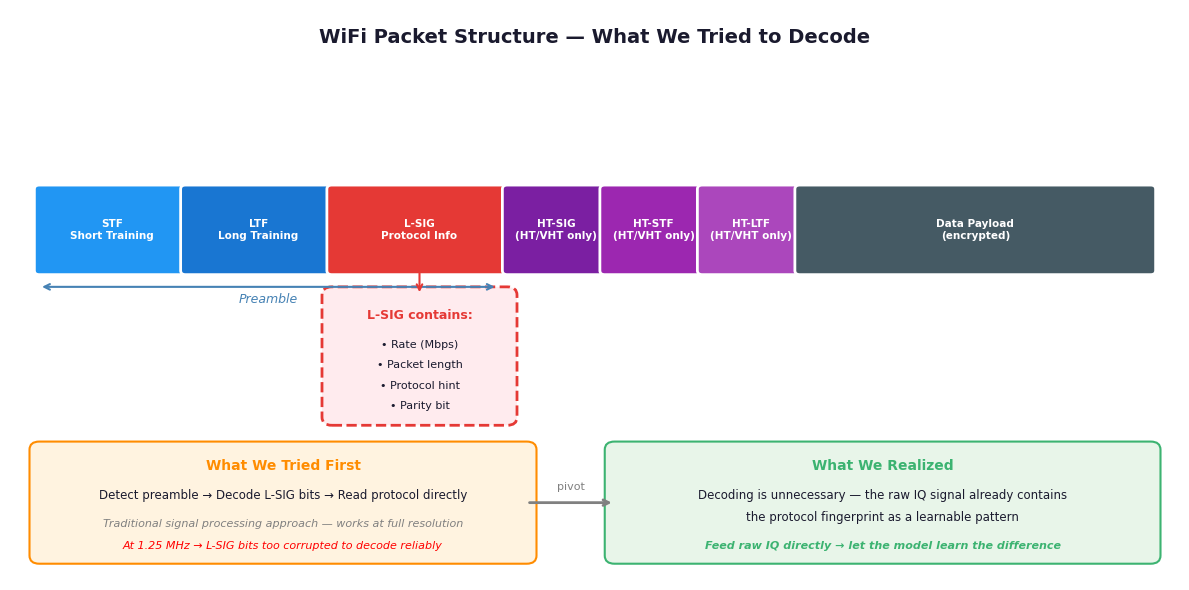 WiFi Packet Structure — What We Tried to Decode
STF
Short Training
LTF
Long Training
L-SIG
Protocol Info
HT-SIG
(HT/VHT only)
HT-STF
(HT/VHT only)
HT-LTF
(HT/VHT only)
Data Payload
(encrypted)
Preamble
L-SIG contains:
• Rate (Mbps)
• Packet length
• Protocol hint
• Parity bit
What We Tried First
Detect preamble → Decode L-SIG bits → Read protocol directly
Traditional signal processing approach — works at full resolution
At 1.25 MHz → L-SIG bits too corrupted to decode reliably
pivot
What We Realized
Decoding is unnecessary — the raw IQ signal already contains
the protocol fingerprint as a learnable pattern
Feed raw IQ directly → let the model learn the difference